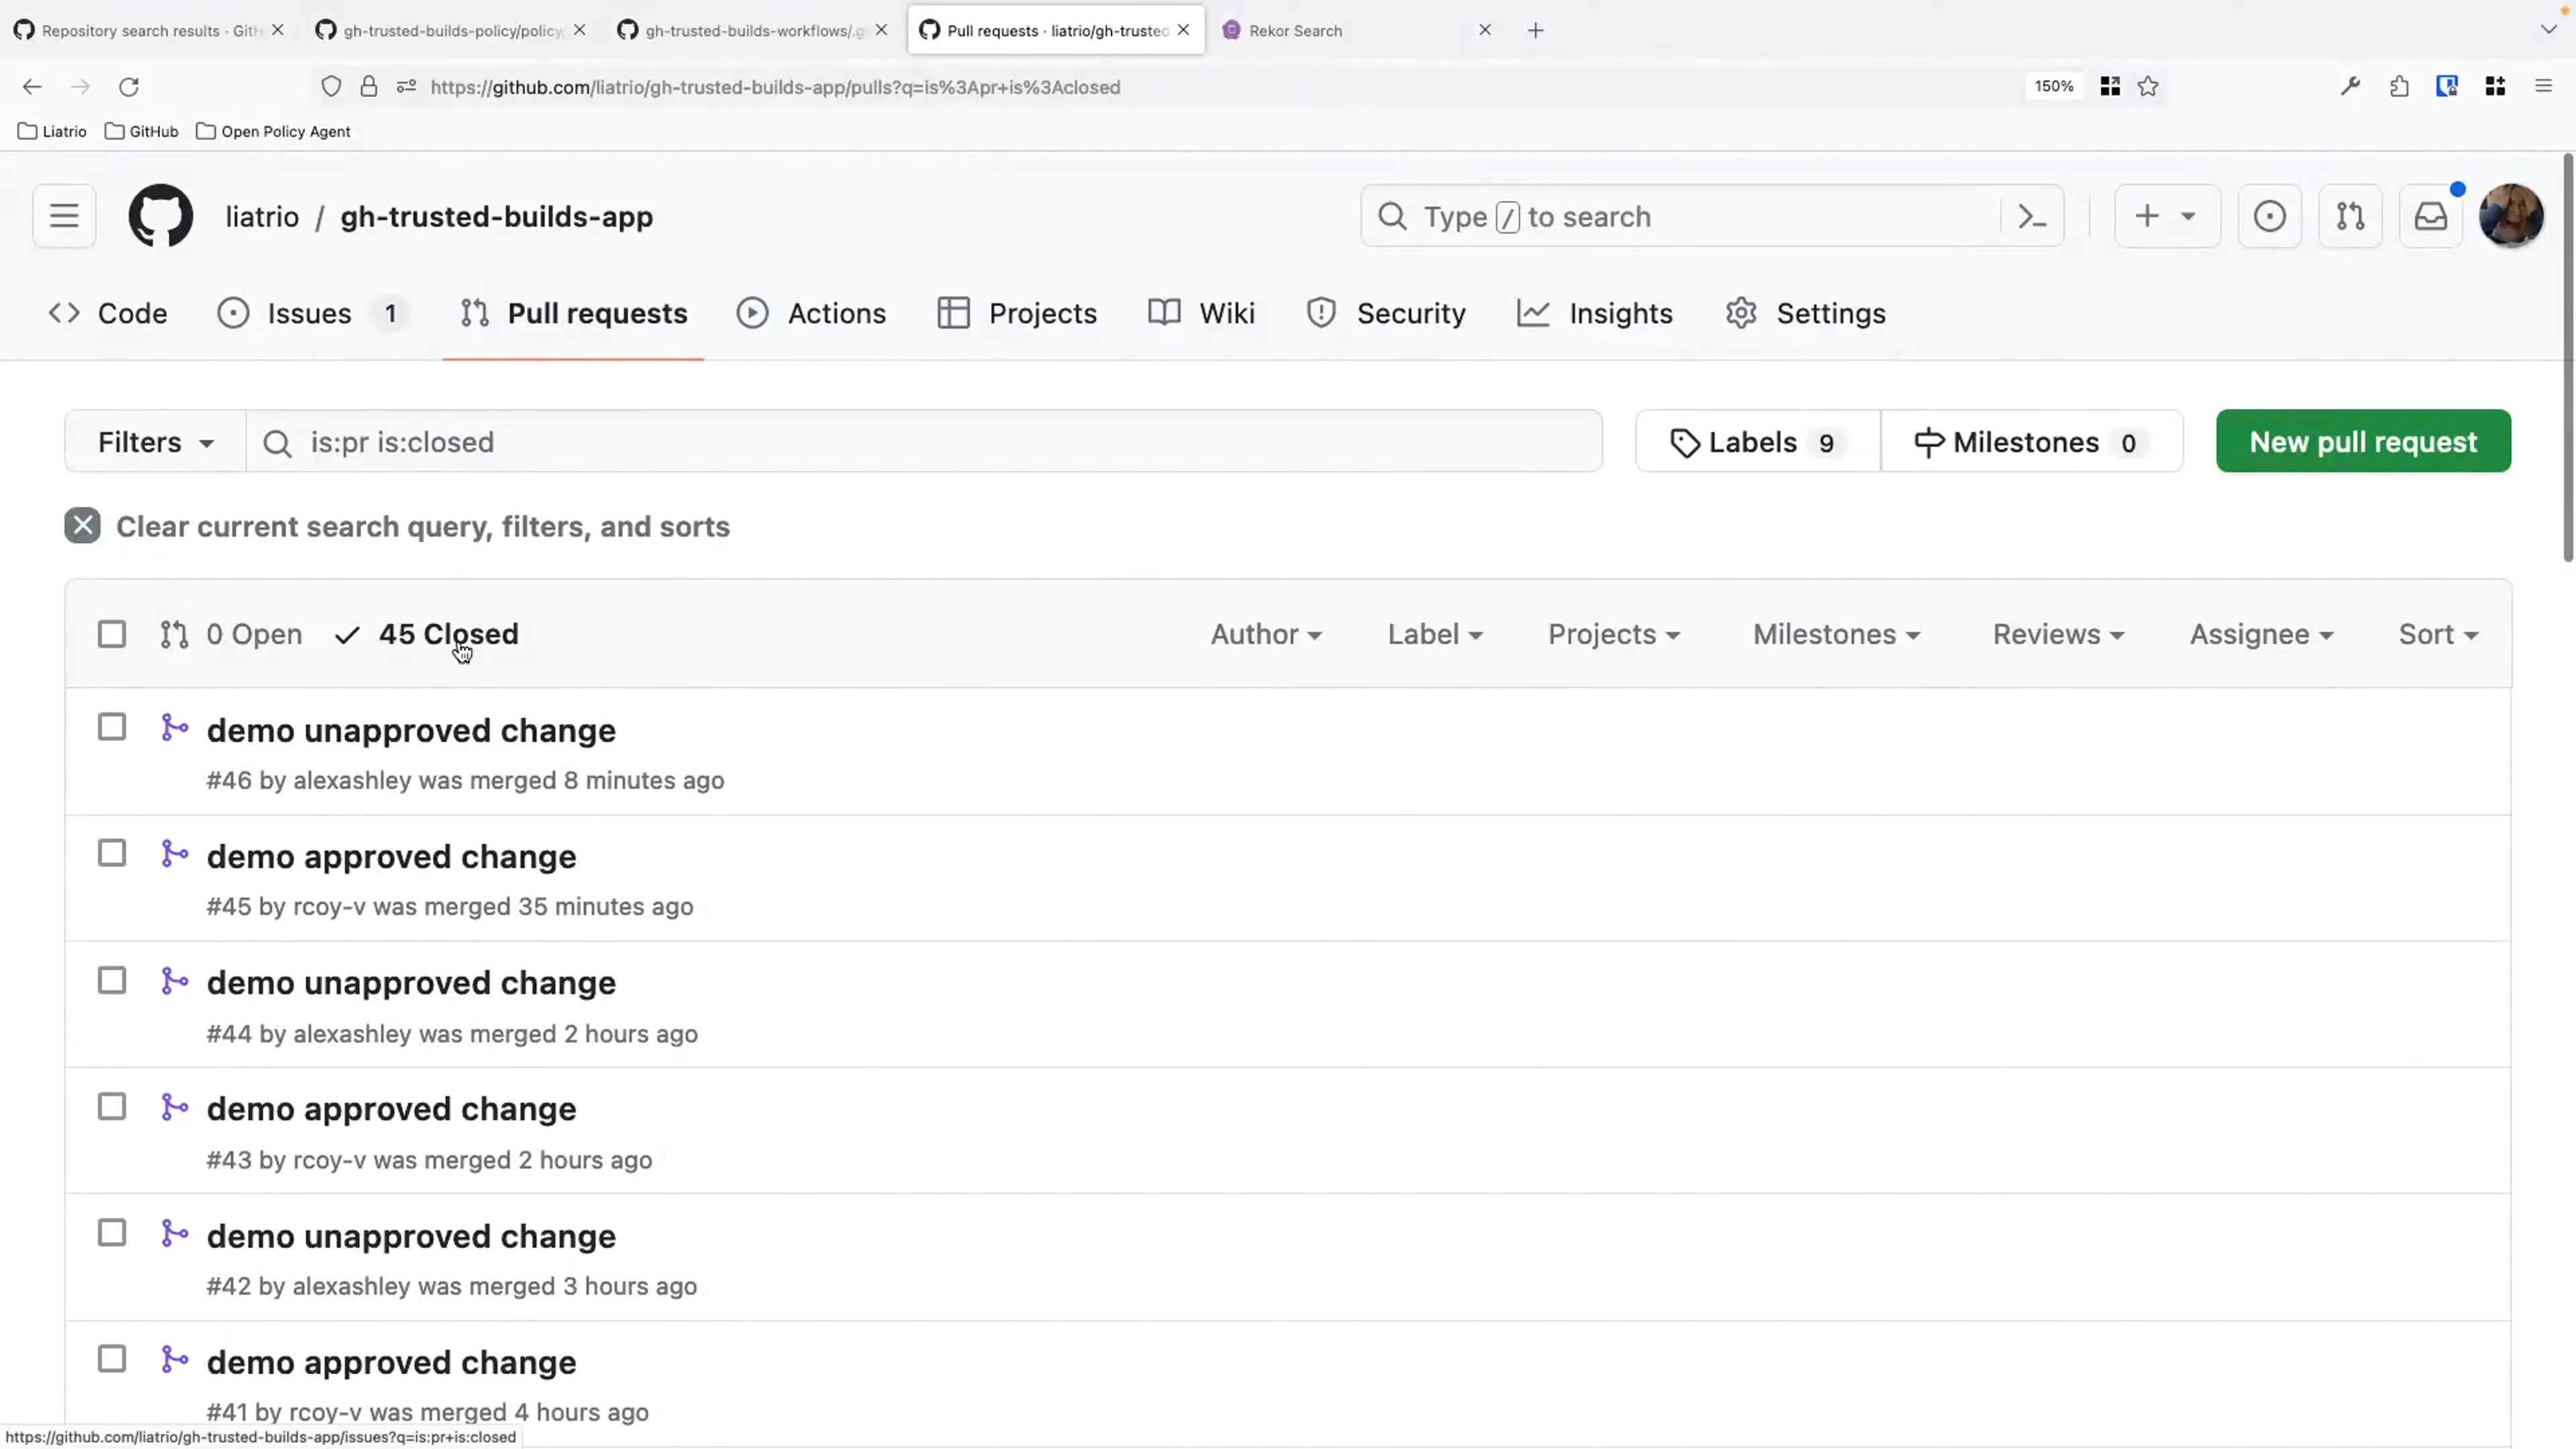 Repository search results · GitH
gh-trusted-builds-policy/policy
gh-trusted-builds-workflows/.g
Pull requests · liatrio/gh-trusted
Rekor Search
https://github.com/liatrio/gh-trusted-builds-app/pulls?q=is%3Apr+is%3Aclosed
150%
Liatrio GitHub Open Policy Agent
liatrio / gh-trusted-builds-app
Type / to search
Code Issues 1 Pull requests Actions Projects Wiki Security Insights Settings
Filters is:pr is:closed Labels 9 Milestones 0 New pull request
Clear current search query, filters, and sorts
0 Open 45 Closed Author Label Projects Milestones Reviews Assignee Sort
demo unapproved change
#46 by alexashley was merged 8 minutes ago
demo approved change
#45 by rcoy-v was merged 35 minutes ago
demo unapproved change
#44 by alexashley was merged 2 hours ago
demo approved change
#43 by rcoy-v was merged 2 hours ago
demo unapproved change
#42 by alexashley was merged 3 hours ago
demo approved change
#41 by rcoy-v was merged 4 hours ago
https://github.com/liatrio/gh-trusted-builds-app/issues?q=is:pr+is:closed